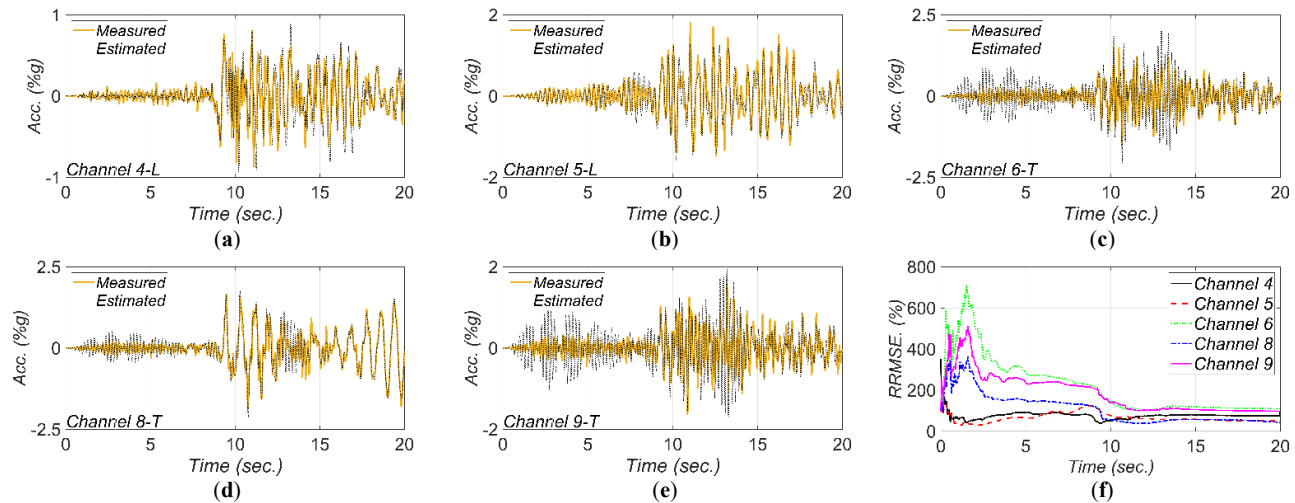 1
Measured
Estimated
Acc. (%g)
0
Channel 4-L
-1
0 5 10 15 20
Time (sec.)
(a)
2
Measured
Estimated
Acc. (%g)
0
Channel 5-L
-2
0 5 10 15 20
Time (sec.)
(b)
2.5
Measured
Estimated
Acc. (%g)
0
Channel 6-T
-2.5
0 5 10 15 20
Time (sec.)
(c)
2.5
Measured
Estimated
Acc. (%g)
0
Channel 8-T
-2.5
0 5 10 15 20
Time (sec.)
(d)
2
Measured
Estimated
Acc. (%g)
0
Channel 9-T
-2
0 5 10 15 20
Time (sec.)
(e)
800
600
400
200
0
RRMSE. (%)
Channel 4
Channel 5
Channel 6
Channel 8
Channel 9
0 5 10 15 20
Time (sec.)
(f)